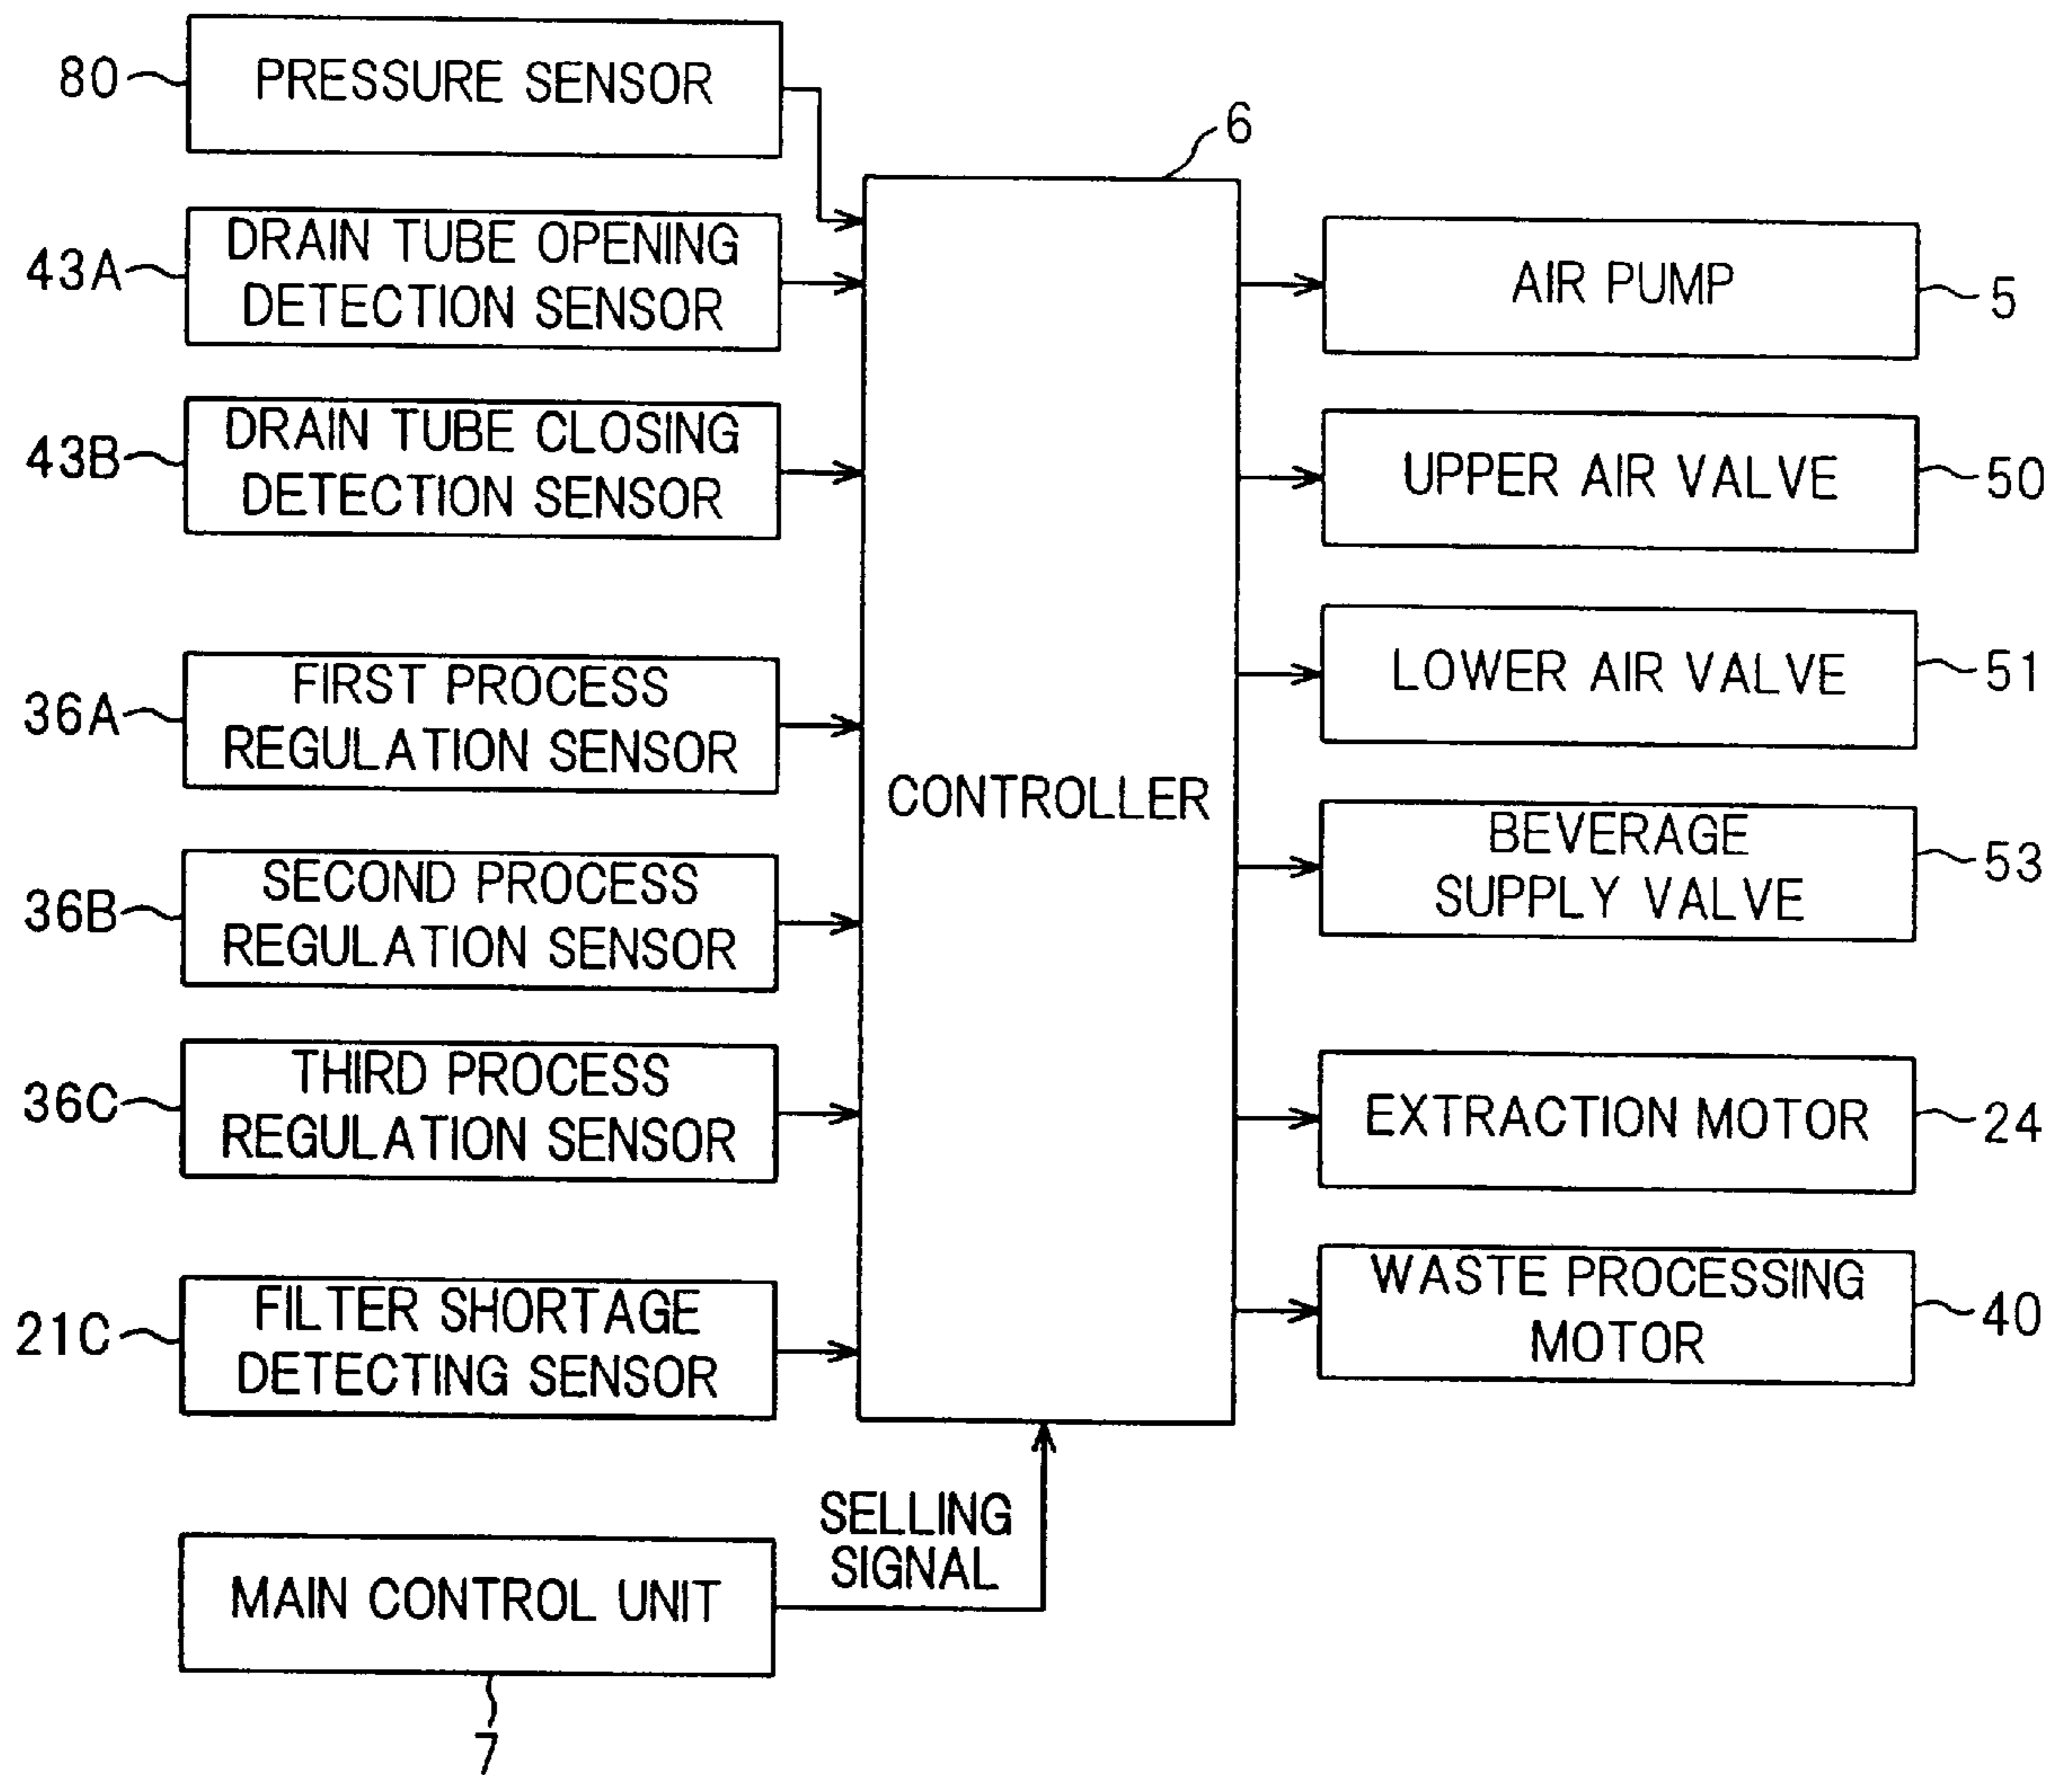 80
PRESSURE SENSOR
43A
DRAIN TUBE OPENING
DETECTION SENSOR
43B
DRAIN TUBE CLOSING
DETECTION SENSOR
36A
FIRST PROCESS
REGULATION SENSOR
36B
SECOND PROCESS
REGULATION SENSOR
36C
THIRD PROCESS
REGULATION SENSOR
21C
FILTER SHORTAGE
DETECTING SENSOR
MAIN CONTROL UNIT
7
SELLING
SIGNAL
6
CONTROLLER
AIR PUMP
5
UPPER AIR VALVE
50
LOWER AIR VALVE
51
BEVERAGE
SUPPLY VALVE
53
EXTRACTION MOTOR
24
WASTE PROCESSING
MOTOR
40